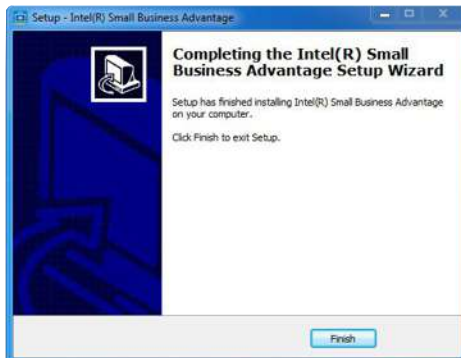 Setup - Intel(R) Small Business Advantage
Completing the Intel(R) Small
Business Advantage Setup Wizard
Setup has finished installing Intel(R) Small Business Advantage
on your computer.
Click Finish to exit Setup.
Finish